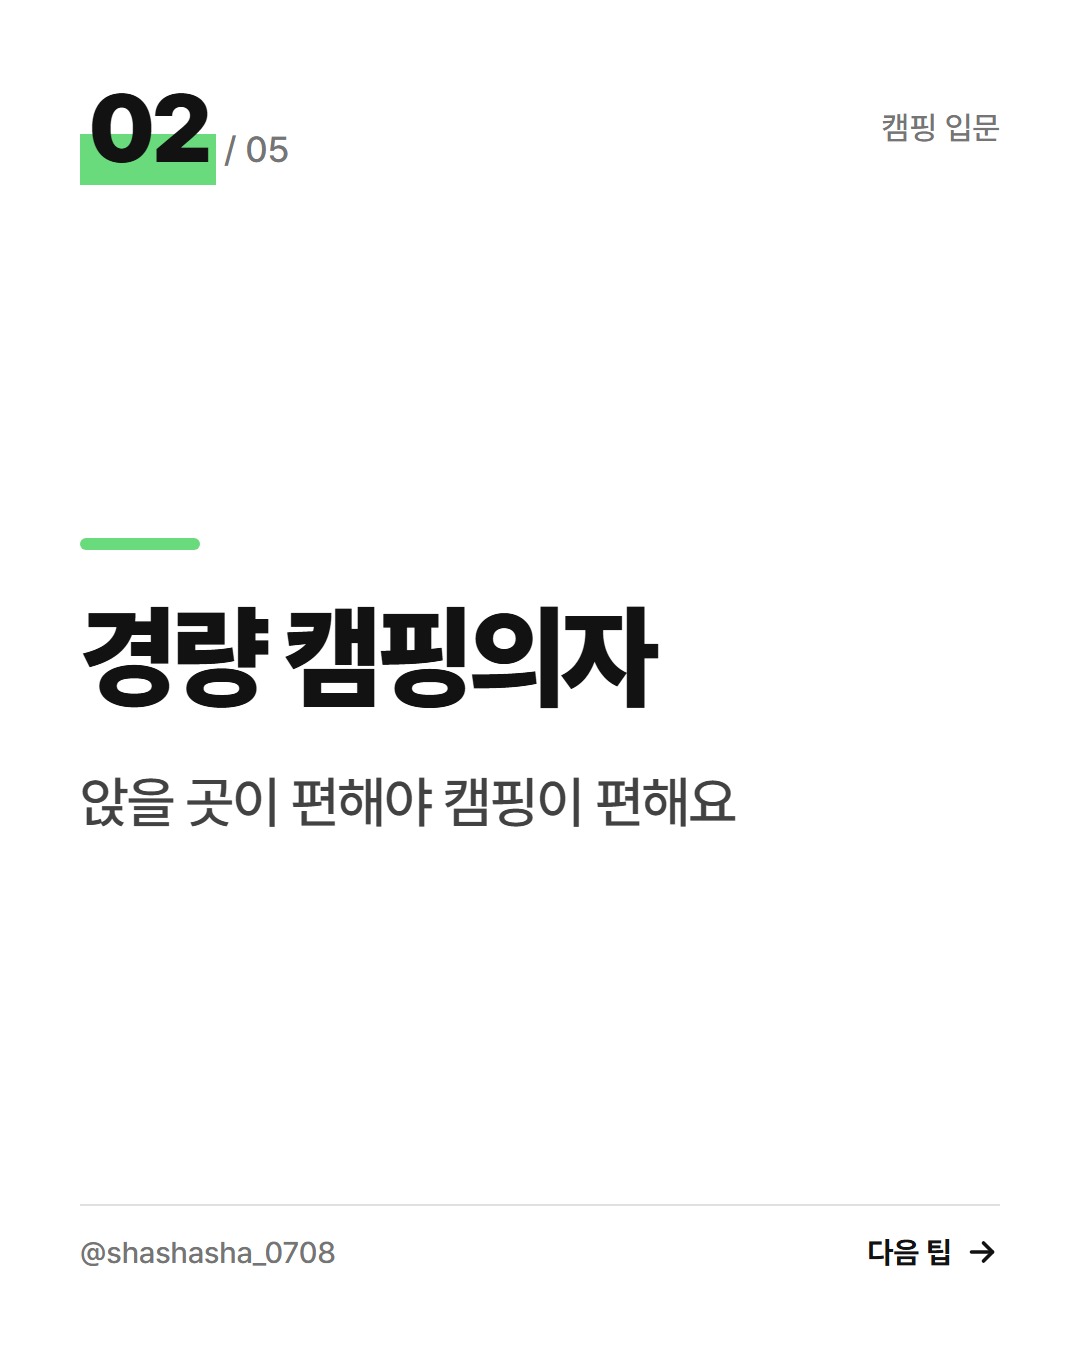 02 / 05
캠핑 입문
경량 캠핑의자
앉을 곳이 편해야 캠핑이 편해요
@shashasha_0708
다음 팁 →